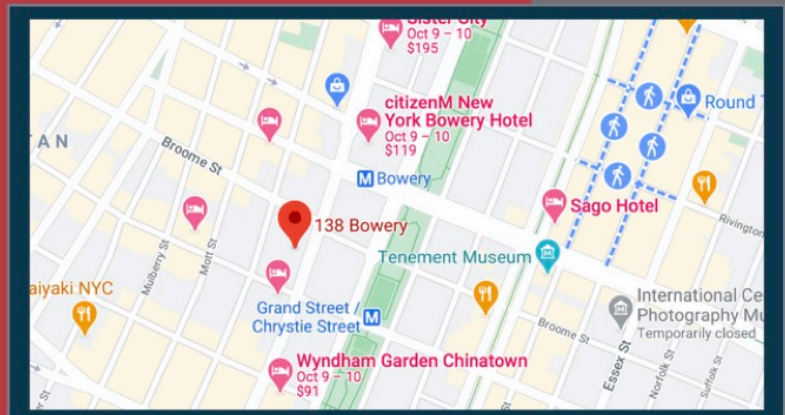 Sister City
Oct 9 – 10
$195
citizenM New
York Bowery Hotel
Oct 9 – 10
$119
Round
TAN
Broome St
M Bowery
Sago Hotel
138 Bowery
Rivington
Mott St
Mulberry St
Tenement Museum
aiyaki NYC
Grand Street /
Chrystie Street M
International Ce
Photography Mu
Temporarily closed
Broome St
Essex St
Norfolk St
Suffolk St
Wyndham Garden Chinatown
Oct 9 – 10
$91
er St